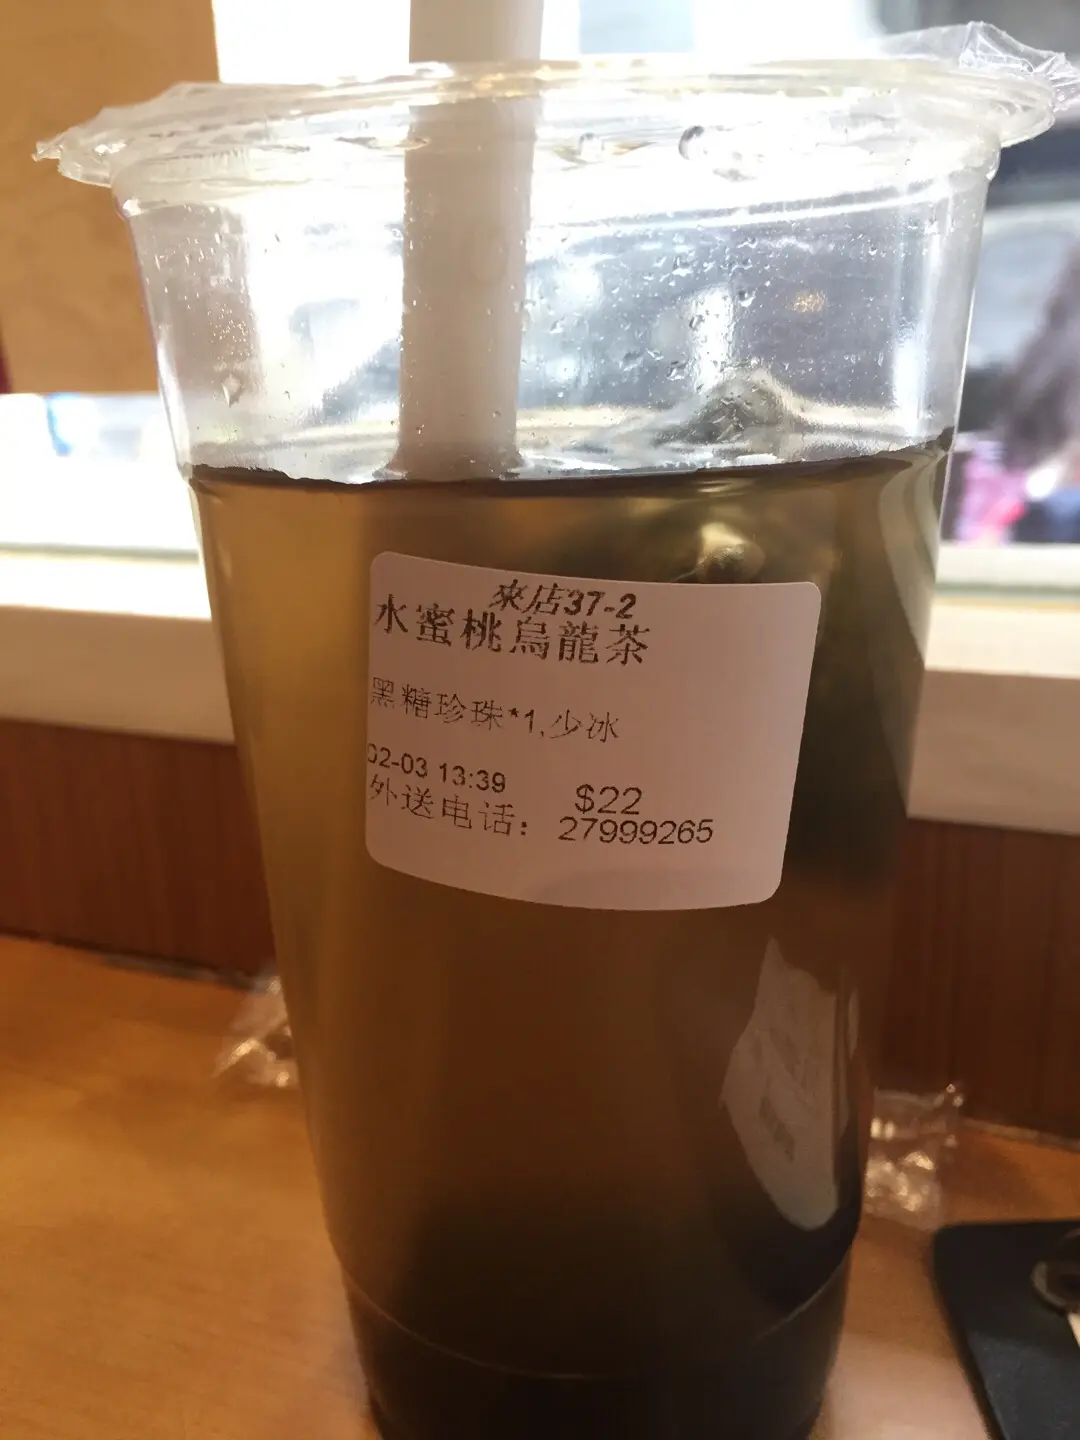 來店37-2
水蜜桃烏龍茶
黑糖珍珠*1,少冰
02-03 13:39 $22
外送电话: 27999265